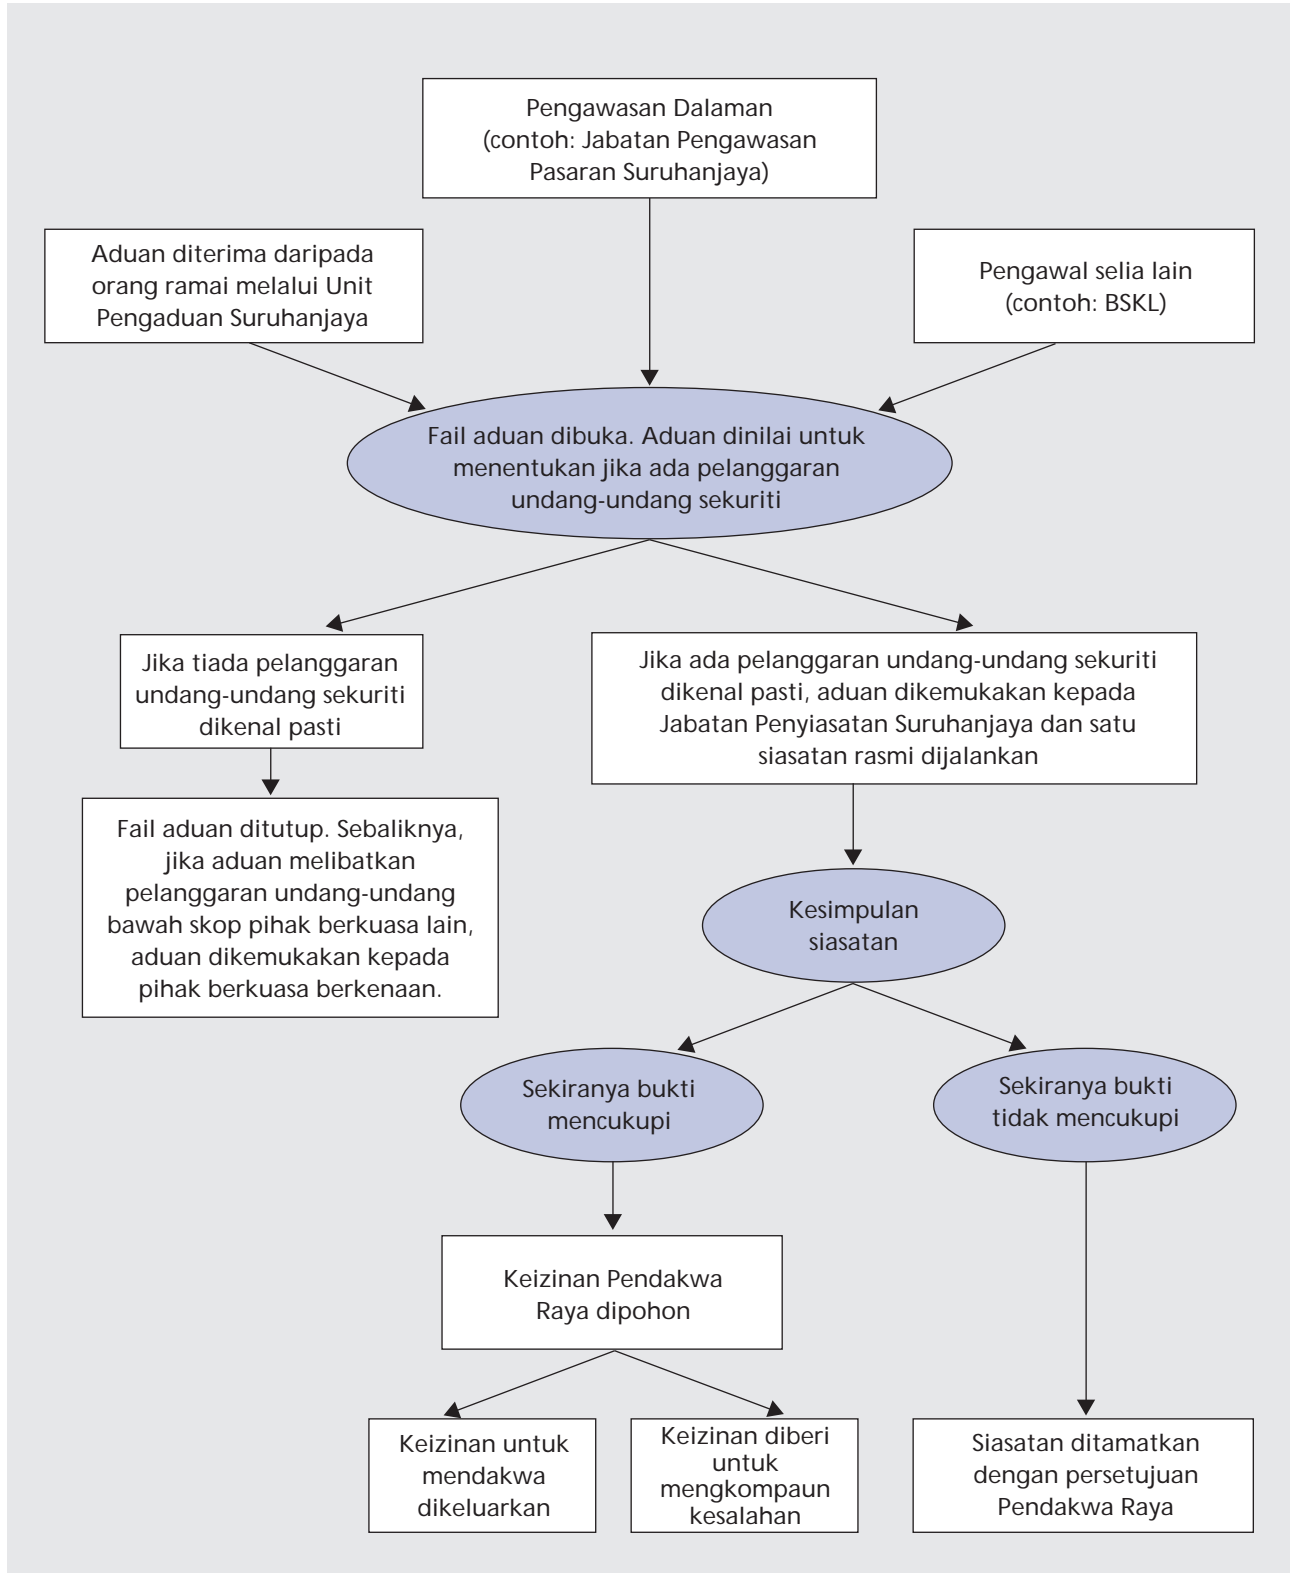 Pengawasan Dalaman
(contoh: Jabatan Pengawasan
Pasaran Suruhanjaya)
Aduan diterima daripada
orang ramai melalui Unit
Pengaduan Suruhanjaya
Pengawal selia lain
(contoh: BSKL)
Fail aduan dibuka. Aduan dinilai untuk
menentukan jika ada pelanggaran
undang-undang sekuriti
Jika tiada pelanggaran
undang-undang sekuriti
dikenal pasti
Jika ada pelanggaran undang-undang sekuriti
dikenal pasti, aduan dikemukakan kepada
Jabatan Penyiasatan Suruhanjaya dan satu
siasatan rasmi dijalankan
Fail aduan ditutup. Sebaliknya,
jika aduan melibatkan
pelanggaran undang-undang
bawah skop pihak berkuasa lain,
aduan dikemukakan kepada
pihak berkuasa berkenaan.
Kesimpulan
siasatan
Sekiranya bukti
mencukupi
Sekiranya bukti
tidak mencukupi
Keizinan Pendakwa
Raya dipohon
Keizinan untuk
mendakwa
dikeluarkan
Keizinan diberi
untuk
mengkompaun
kesalahan
Siasatan ditamatkan
dengan persetujuan
Pendakwa Raya